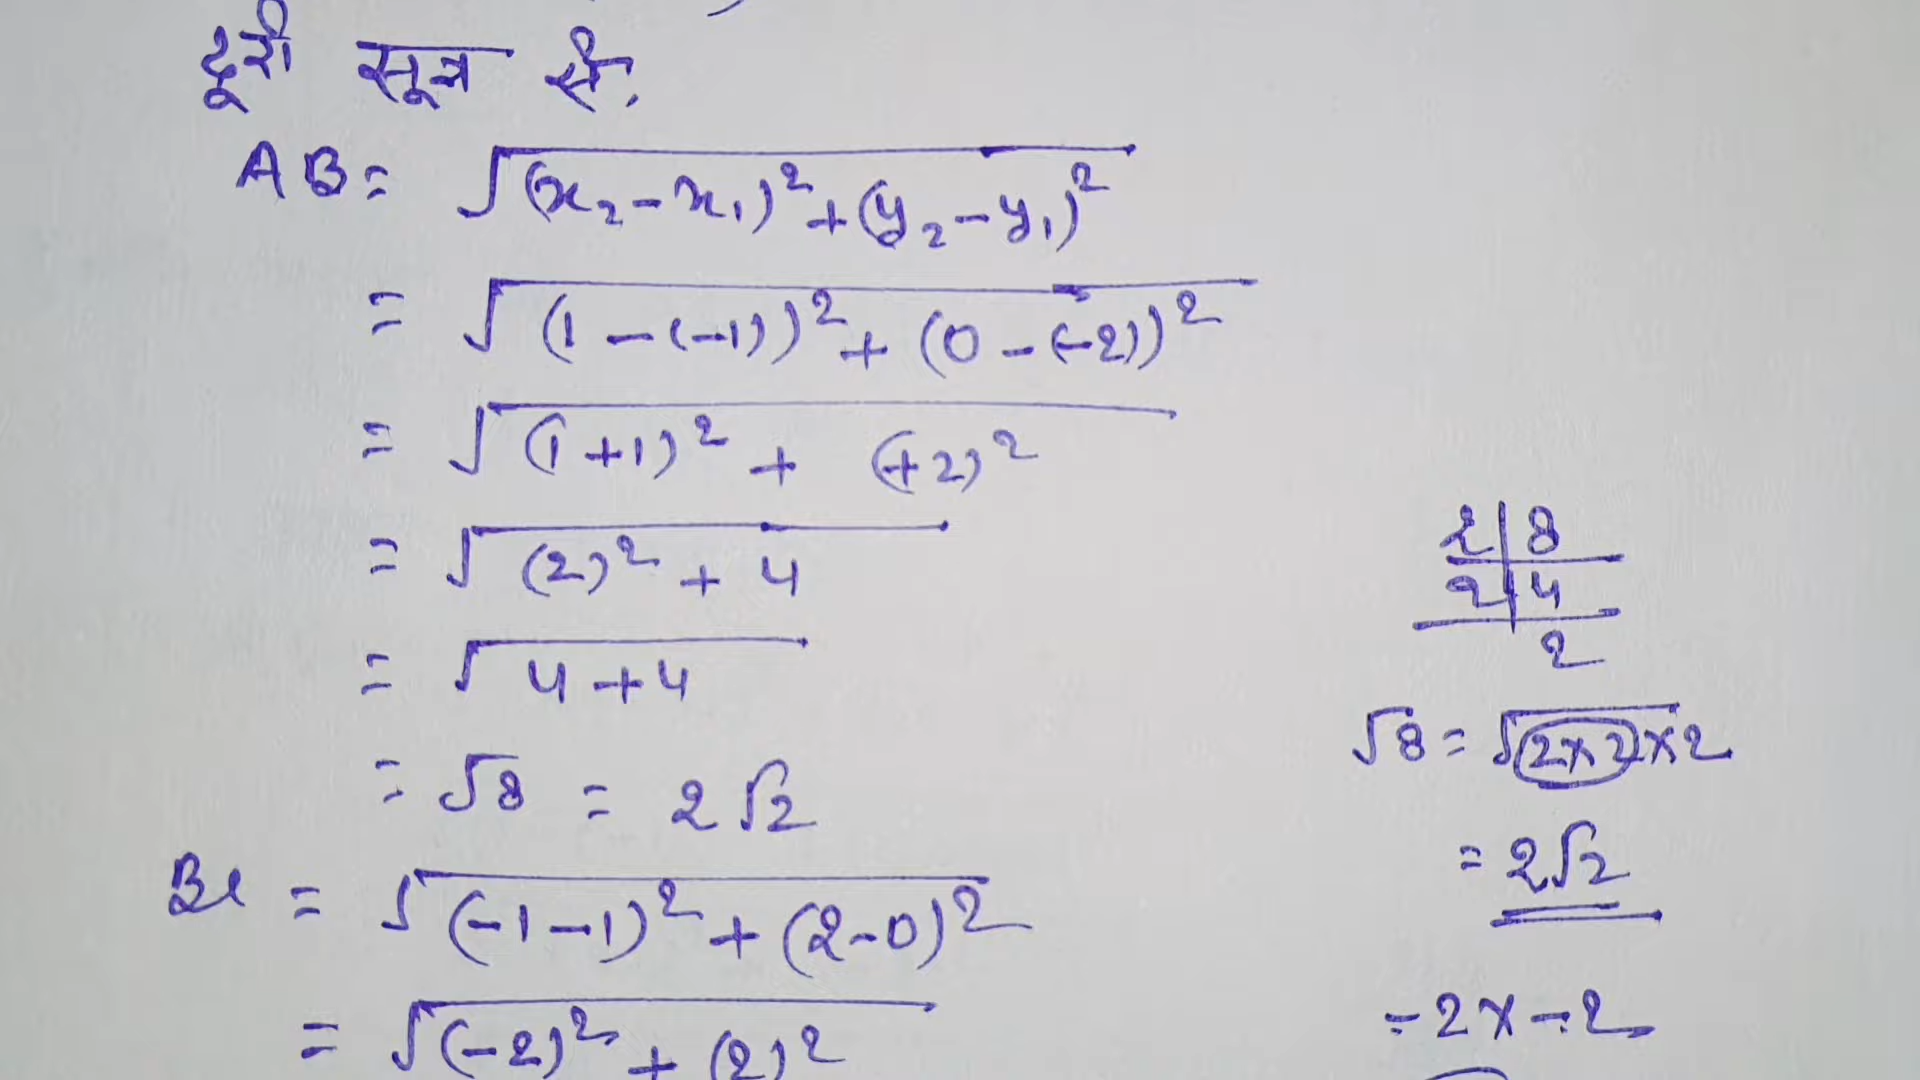 दूरी सूत्र से,
AB = √(x₂-x₁)²+(y₂-y₁)²
= √(1-(-1))²+(0-(-2))²
= √(1+1)² + (+2)²
= √(2)² + 4
= √4+4
= √8 = 2√2
BC = √(-1-1)² + (2-0)²
= √(-2)² + (2)²
2|8
2|4
2
√8 = √2×2×2
= 2√2
-2×-2